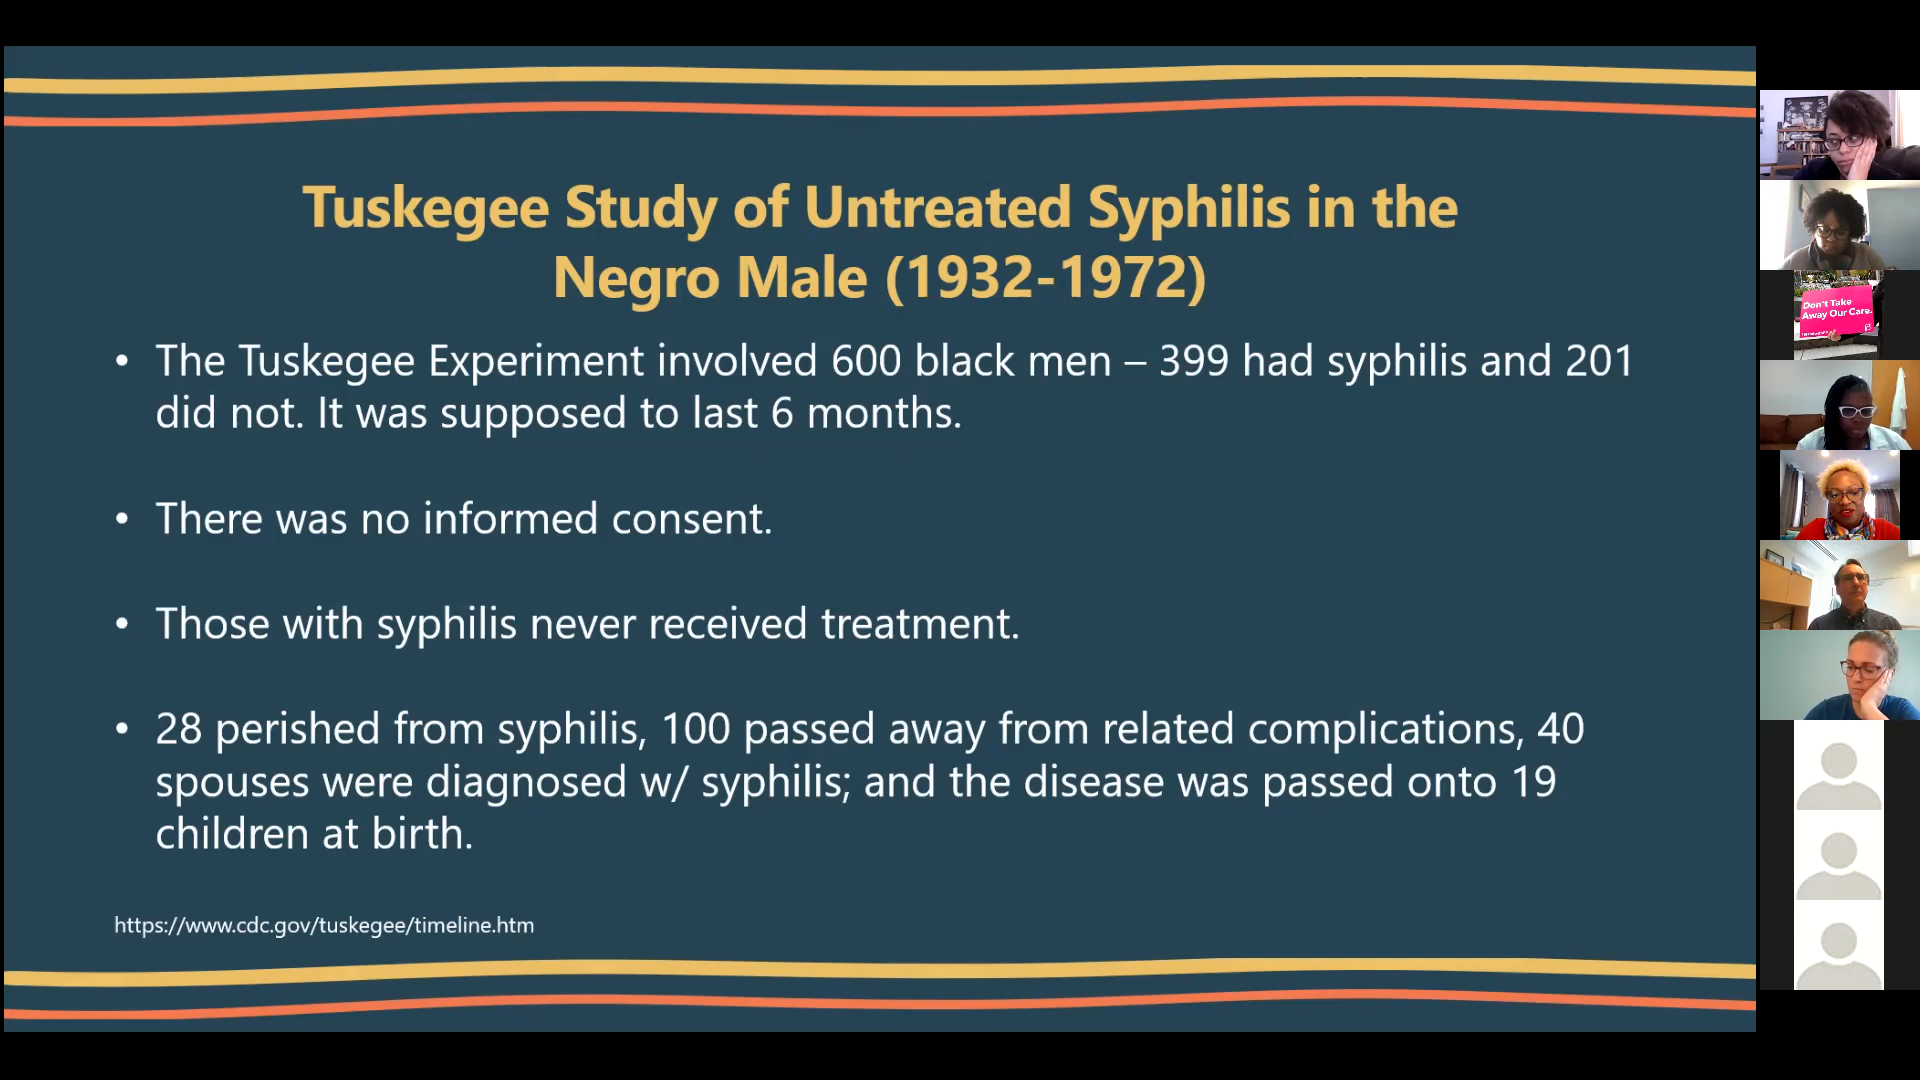 Tuskegee Study of Untreated Syphilis in the
Negro Male (1932-1972)
• The Tuskegee Experiment involved 600 black men – 399 had syphilis and 201
did not. It was supposed to last 6 months.
• There was no informed consent.
• Those with syphilis never received treatment.
• 28 perished from syphilis, 100 passed away from related complications, 40
spouses were diagnosed w/ syphilis; and the disease was passed onto 19
children at birth.
https://www.cdc.gov/tuskegee/timeline.htm
Don't Take
Away Our Care.